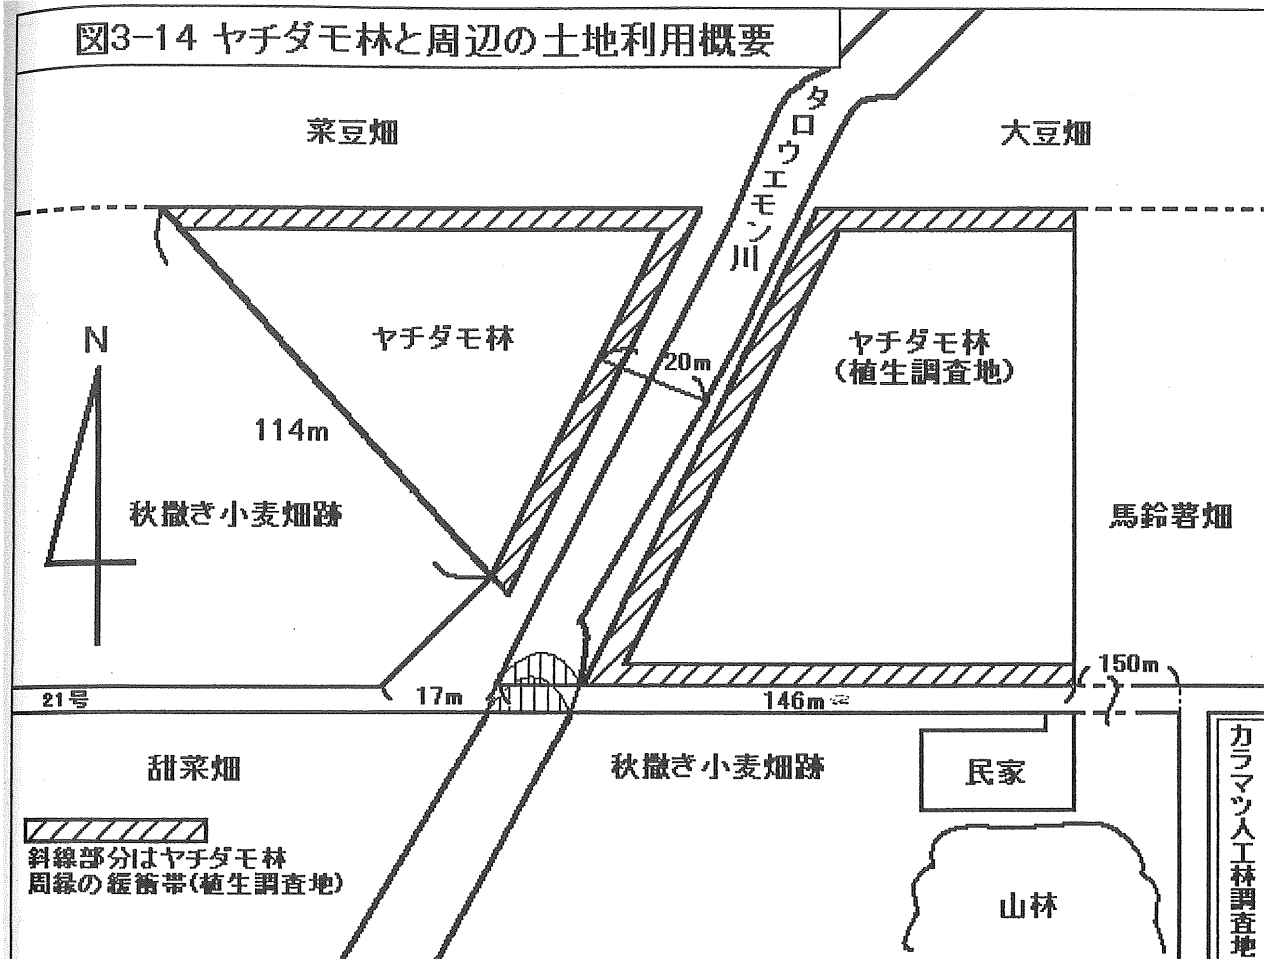 図3-14 ヤチダモ林と周辺の土地利用概要
菜豆畑
タロウエモン川
大豆畑
N
ヤチダモ林
20m
ヤチダモ林
(植生調査地)
114m
秋撒き小麦畑跡
馬鈴薯畑
150m
21号
17m
146m
甜菜畑
秋撒き小麦畑跡
民家
カラマツ人工林調査地
斜線部分はヤチダモ林
周縁の緩衝帯(植生調査地)
山林